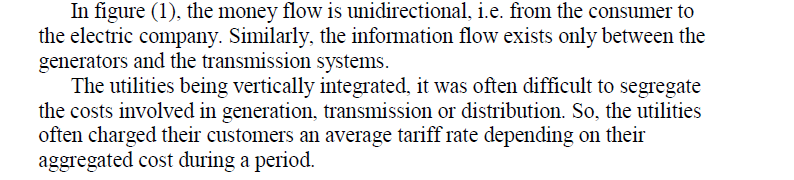 In figure (1), the money flow is unidirectional, i.e. from the consumer to
the electric company. Similarly, the information flow exists only between the
generators and the transmission systems.
The utilities being vertically integrated, it was often difficult to segregate
the costs involved in generation, transmission or distribution. So, the utilities
often charged their customers an average tariff rate depending on their
aggregated cost during a period.